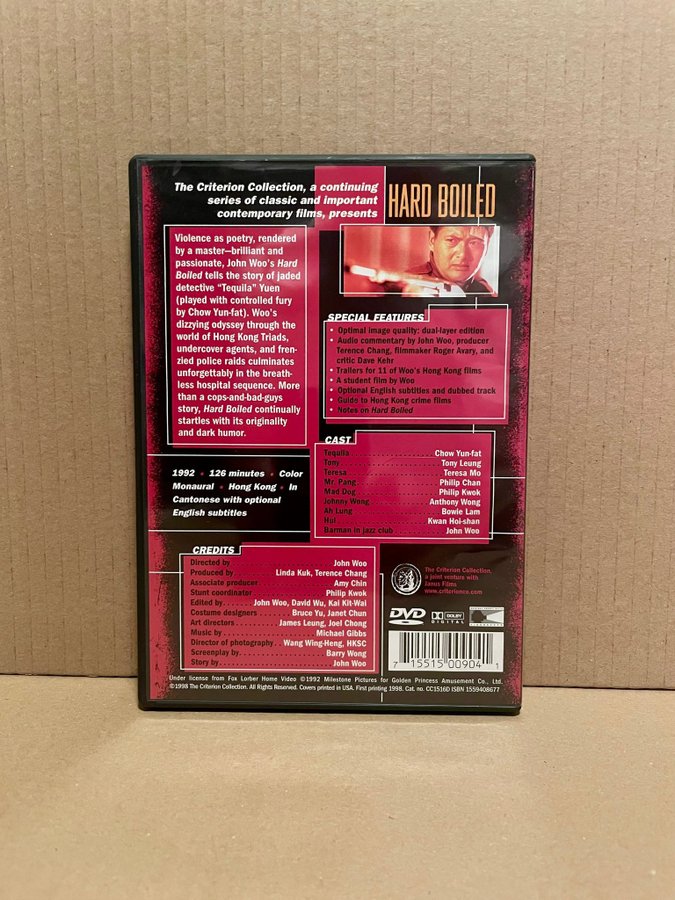 The Criterion Collection, a continuing
series of classic and important
contemporary films, presents
HARD BOILED
Violence as poetry, rendered
by a master—brilliant and
passionate, John Woo's Hard
Boiled tells the story of jaded
detective "Tequila" Yuen
(played with controlled fury
by Chow Yun-fat). Woo's
dizzying odyssey through the
world of Hong Kong Triads,
undercover agents, and fren-
zied police raids culminates
unforgettably in the breath-
less hospital sequence. More
than a cops-and-bad-guys
story, Hard Boiled continually
startles with its originality
and dark humor.
SPECIAL FEATURES
• Optimal image quality: dual-layer edition
• Audio commentary by John Woo, producer
Terence Chang, filmmaker Roger Avary, and
critic Dave Kehr
• Trailers for 11 of Woo's Hong Kong films
• A student film by Woo
• Optional English subtitles and dubbed track
• Guide to Hong Kong crime films
• Notes on Hard Boiled
CAST
Tequila Chow Yun-fat
Tony Tony Leung
Teresa Teresa Mo
Mr. Pang Philip Chan
Mad Dog Philip Kwok
Johnny Wong Anthony Wong
Ah Lung Bowie Lam
Hui Kwan Hoi-shan
Barman in jazz club John Woo
1992 • 126 minutes • Color
Monaural • Hong Kong • In
Cantonese with optional
English subtitles
CREDITS
Directed by John Woo
Produced by Linda Kuk, Terence Chang
Associate producer Amy Chin
Stunt coordinator Philip Kwok
Edited by John Woo, David Wu, Kai Kit-Wai
Costume designers Bruce Yu, Janet Chun
Art directors James Leung, Joel Chong
Music by Michael Gibbs
Director of photography Wang Wing-Heng, HKSC
Screenplay by Barry Wong
Story by John Woo
The Criterion Collection,
a joint venture with
Janus Films
www.criterionco.com
DVD
DOLBY
DIGITAL
7 15515 00904 1
Under license from Fox Lorber Home Video ©1992 Milestone Pictures for Golden Princess Amusement Co., Ltd.
©1998 The Criterion Collection. All Rights Reserved. Covers printed in USA. First printing 1998. Cat. no. CC1516D ISBN 1559408677